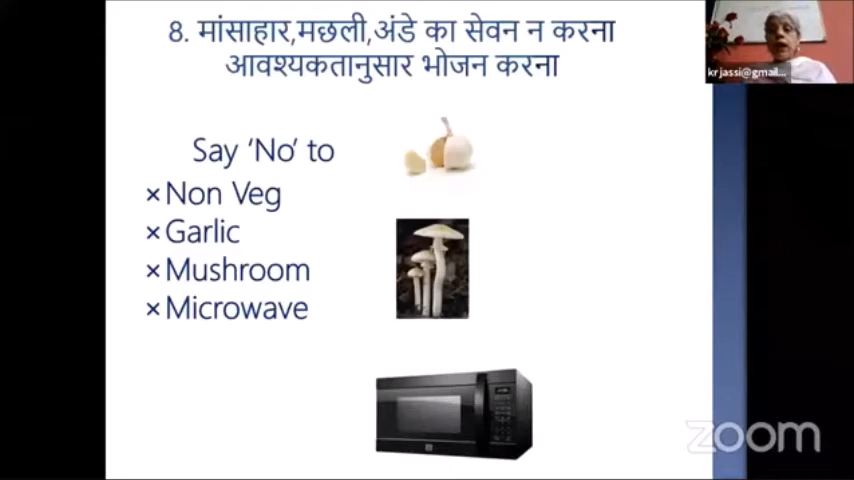 8. मांसाहार,मछली,अंडे का सेवन न करना
आवश्यकतानुसार भोजन करना
krjassi@gmail...
Say ‘No’ to
×Non Veg
×Garlic
×Mushroom
×Microwave
zoom